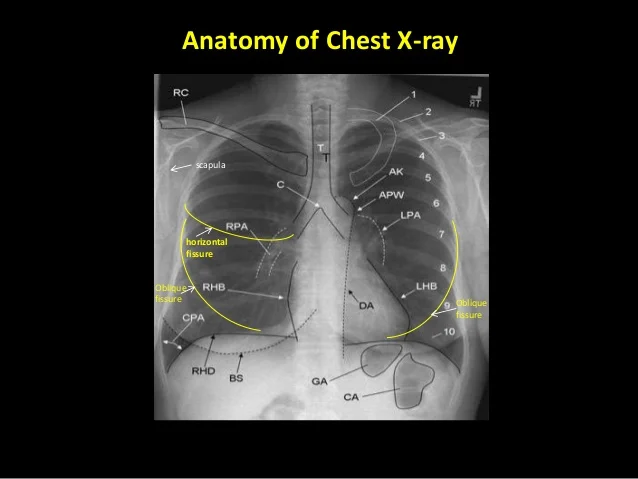 Anatomy of Chest X-ray
RC
1
2
L
3
T
T
4
scapula
AK
5
C
APW
6
RPA
LPA
7
horizontal
fissure
8
Oblique
fissure
RHB
LHB
DA
9
Oblique
fissure
CPA
10
RHD
BS
GA
CA